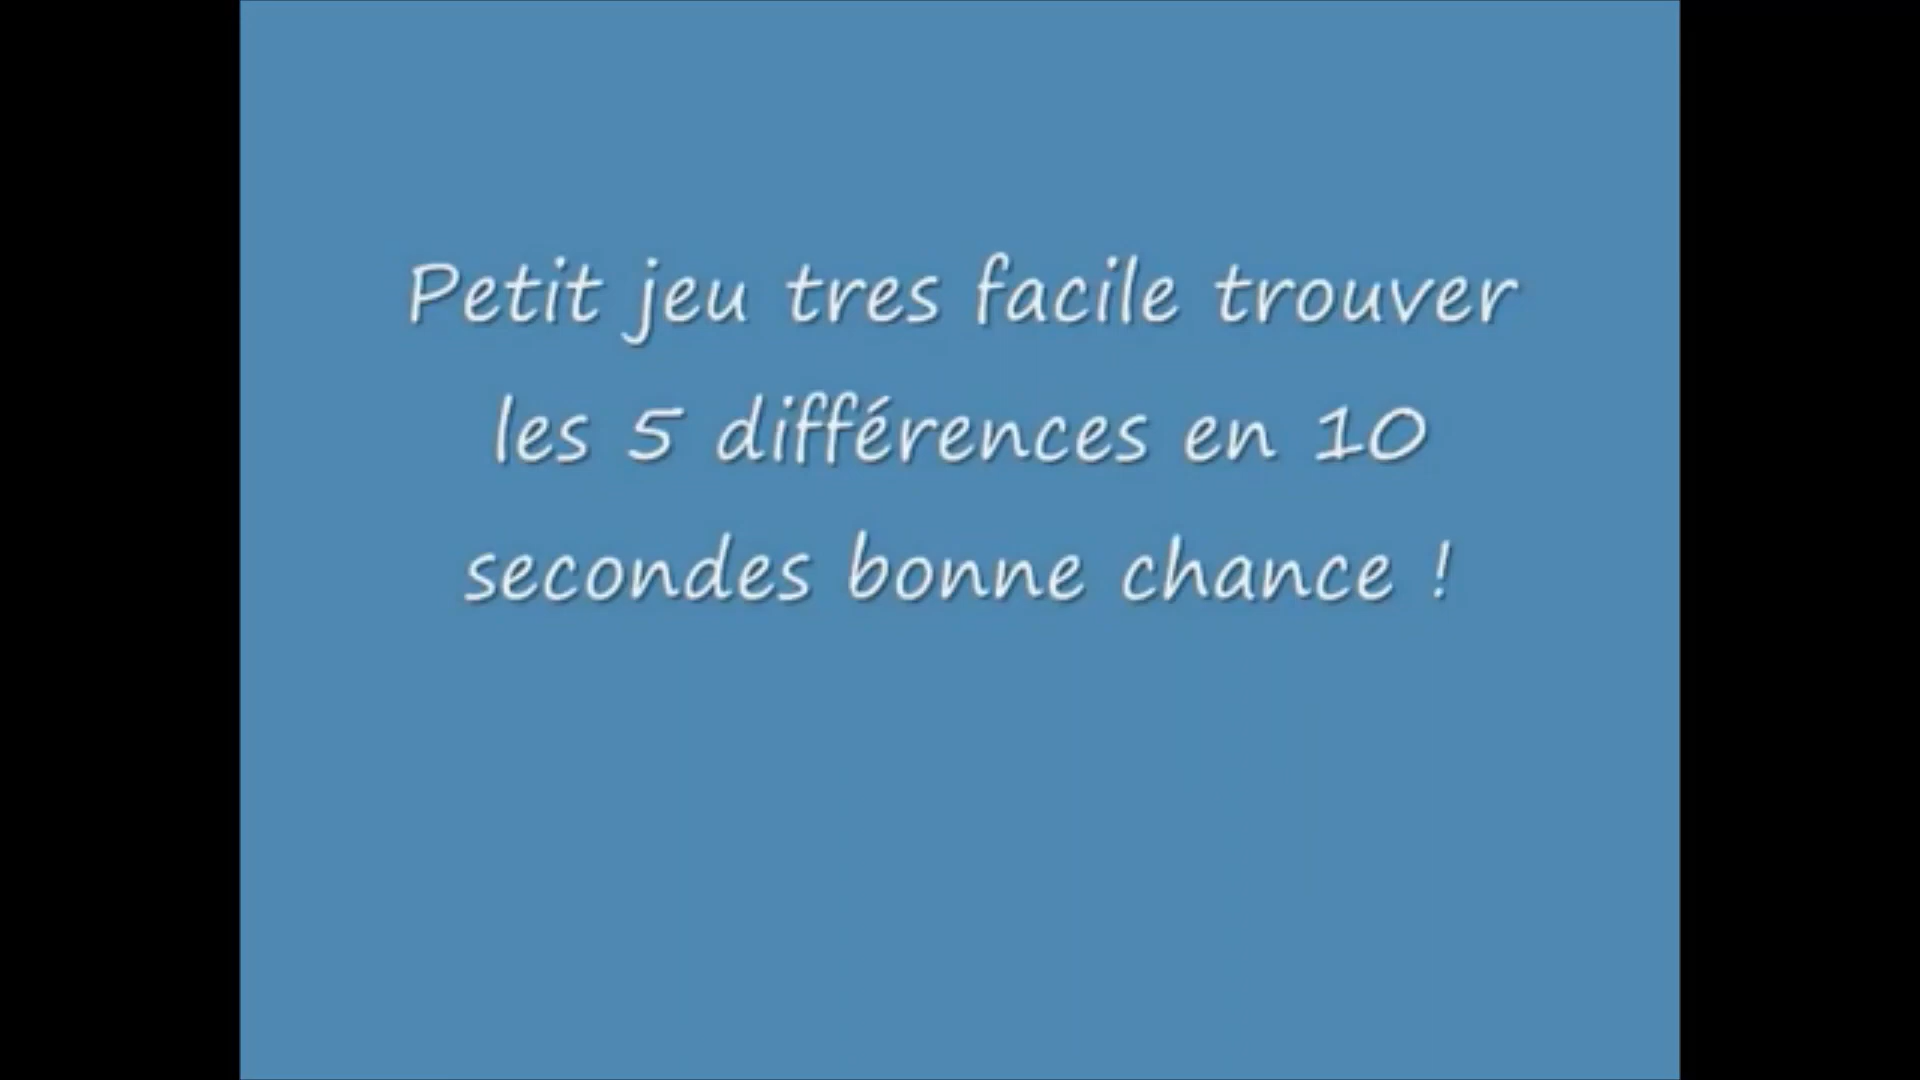 Petit jeu tres facile trouver
les 5 différences en 10
secondes bonne chance !